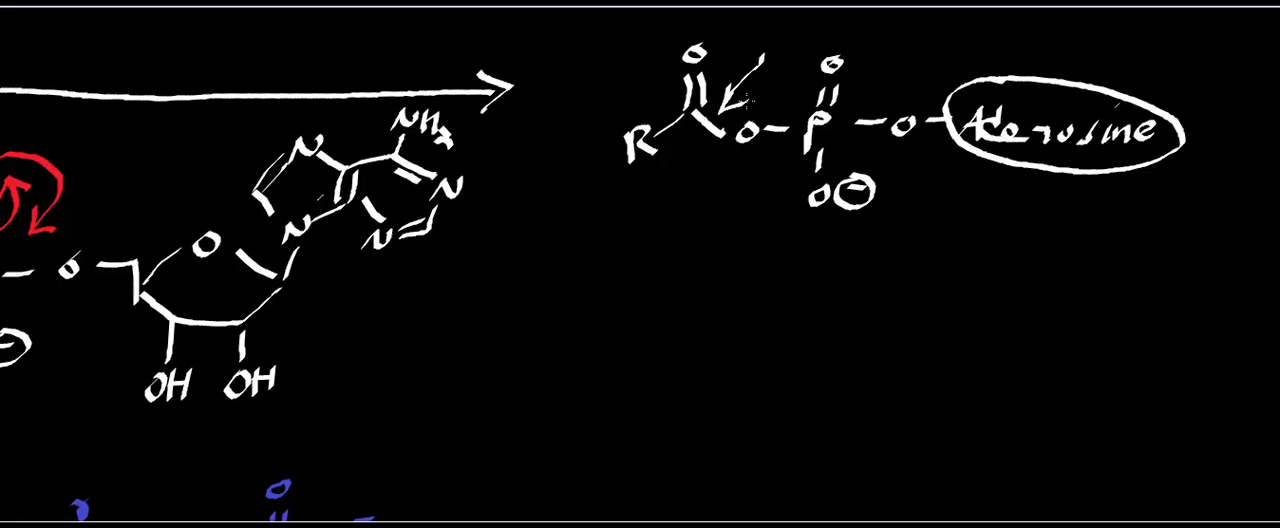 O O
R O P O Adenosine
O⊖
NH2
N N
N N
O
O
OH OH
O